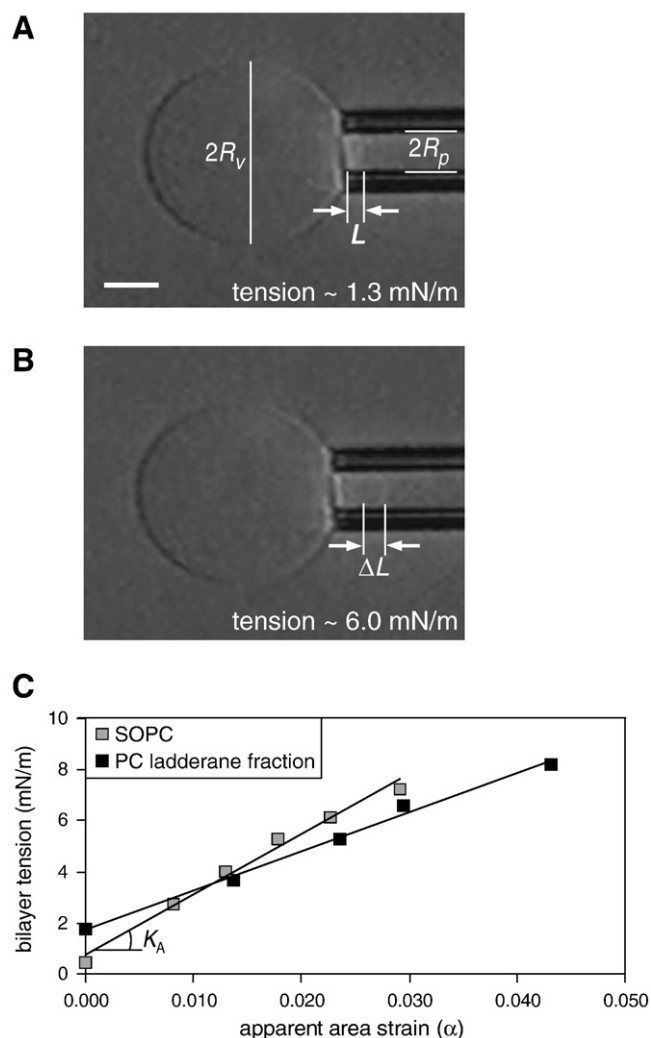 A
2Rv
2Rp
L
tension ~ 1.3 mN/m
B
ΔL
tension ~ 6.0 mN/m
C
10
8
6
4
2
0
bilayer tension (mN/m)
SOPC
PC ladderane fraction
KA
0.000
0.010
0.020
0.030
0.040
0.050
apparent area strain (α)